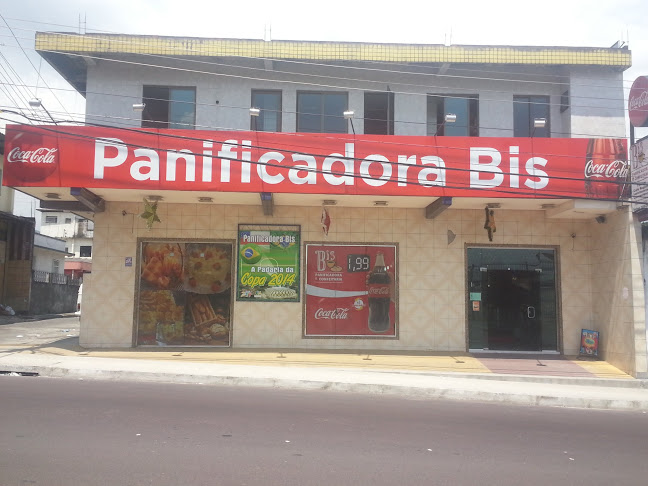 Coca-Cola
Panificadora Bis
Coca-Cola
Coca-Cola
Panificadora Bis
A Padaria da
Copa 2014
Bis
1,99
Coca-Cola